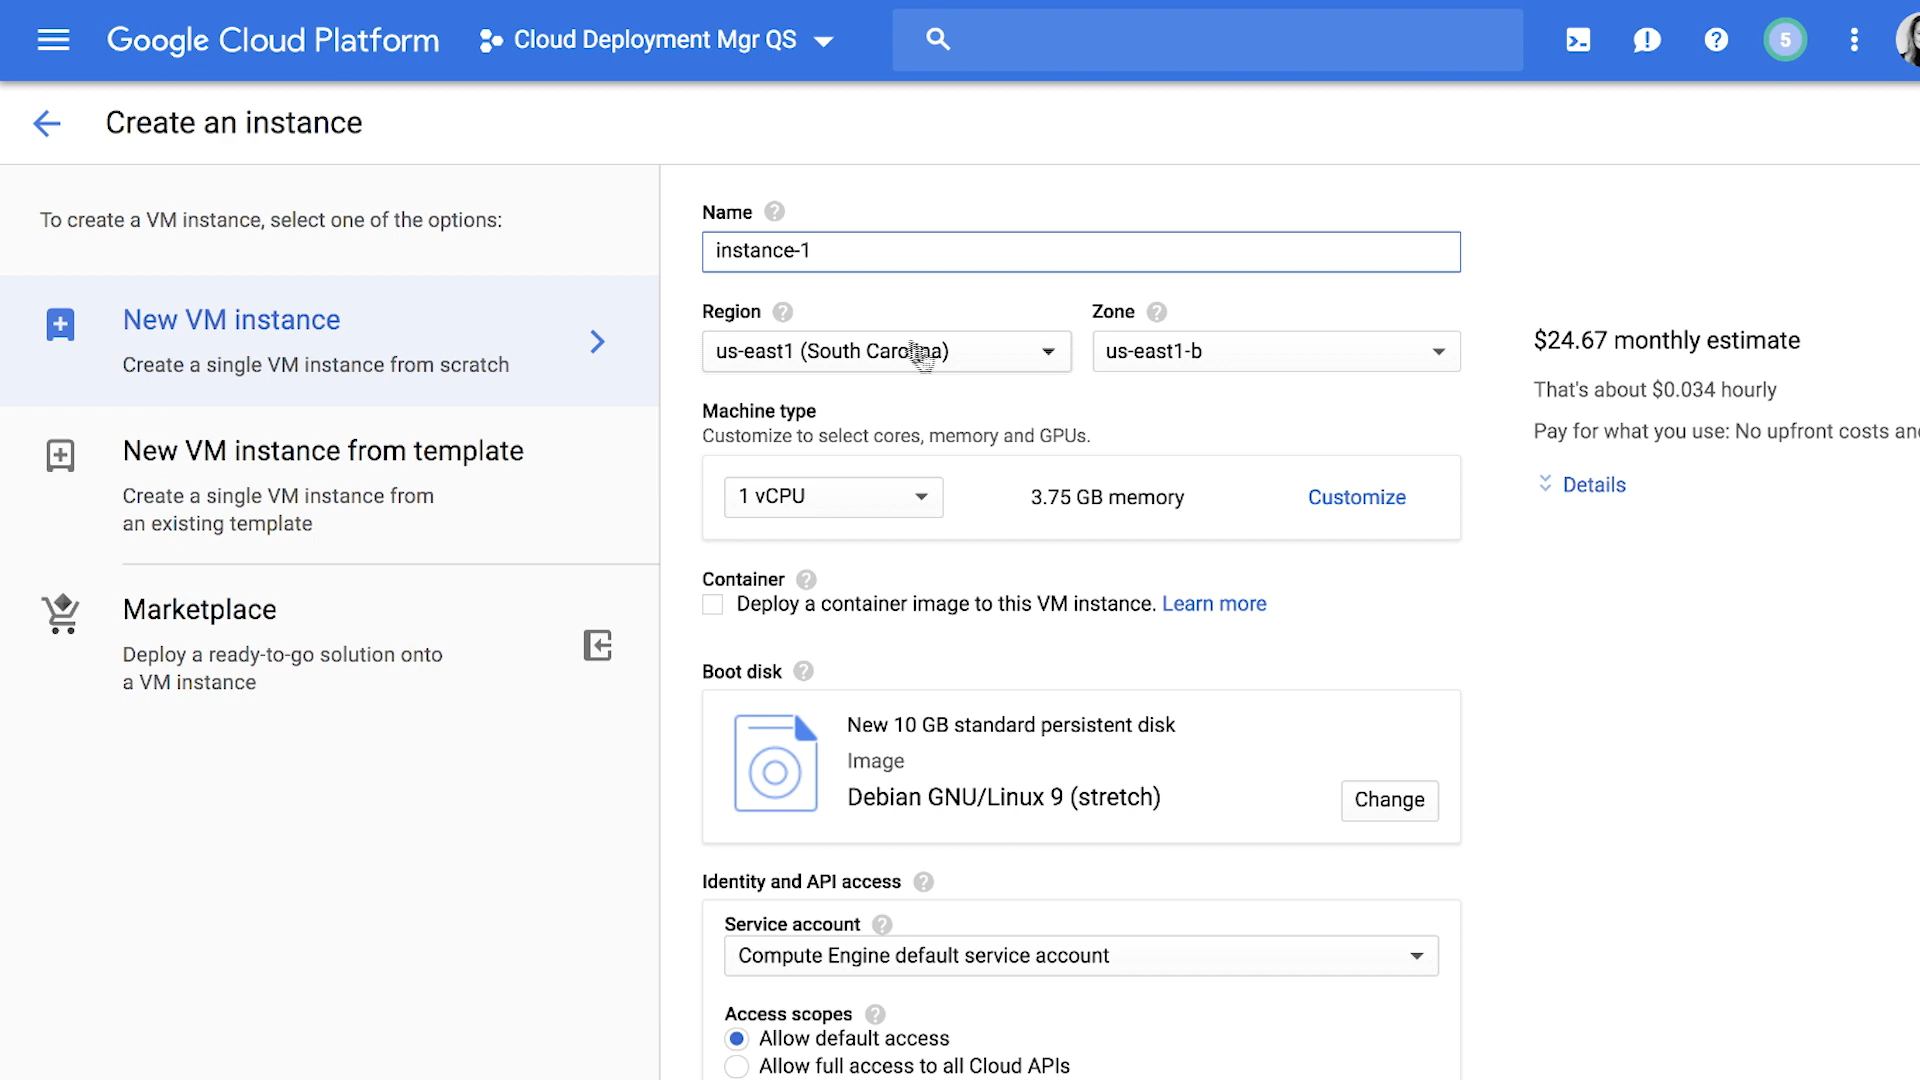 Google Cloud Platform
Cloud Deployment Mgr QS
5
Create an instance
To create a VM instance, select one of the options:
New VM instance
Create a single VM instance from scratch
New VM instance from template
Create a single VM instance from
an existing template
Marketplace
Deploy a ready-to-go solution onto
a VM instance
Name
instance-1
Region
Zone
us-east1 (South Carolina)
us-east1-b
Machine type
Customize to select cores, memory and GPUs.
1 vCPU
3.75 GB memory
Customize
Container
Deploy a container image to this VM instance. Learn more
Boot disk
New 10 GB standard persistent disk
Image
Debian GNU/Linux 9 (stretch)
Change
Identity and API access
Service account
Compute Engine default service account
Access scopes
Allow default access
Allow full access to all Cloud APIs
$24.67 monthly estimate
That's about $0.034 hourly
Pay for what you use: No upfront costs an
Details